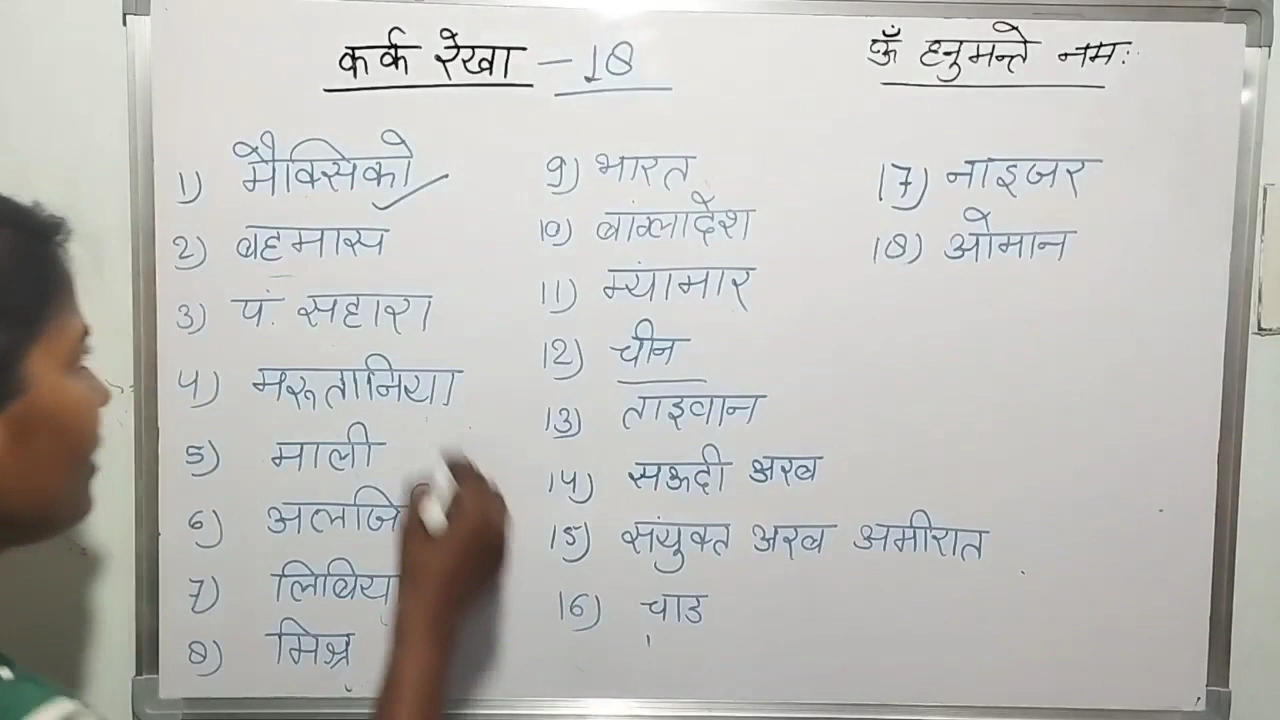 कर्क रेखा – 18
ॐ हनुमन्ते नमः
1) मैक्सिको
2) बहमास
3) पं. सहारा
4) मरुतानिया
5) माली
6)
7)
8) मिश्र
9) भारत
10) बांग्लादेश
11) म्यांमार
12) चीन
13) ताइवान
14) सऊदी अरब
15) संयुक्त अरब अमीरात
16) चाड
17) नाइजर
18) ओमान